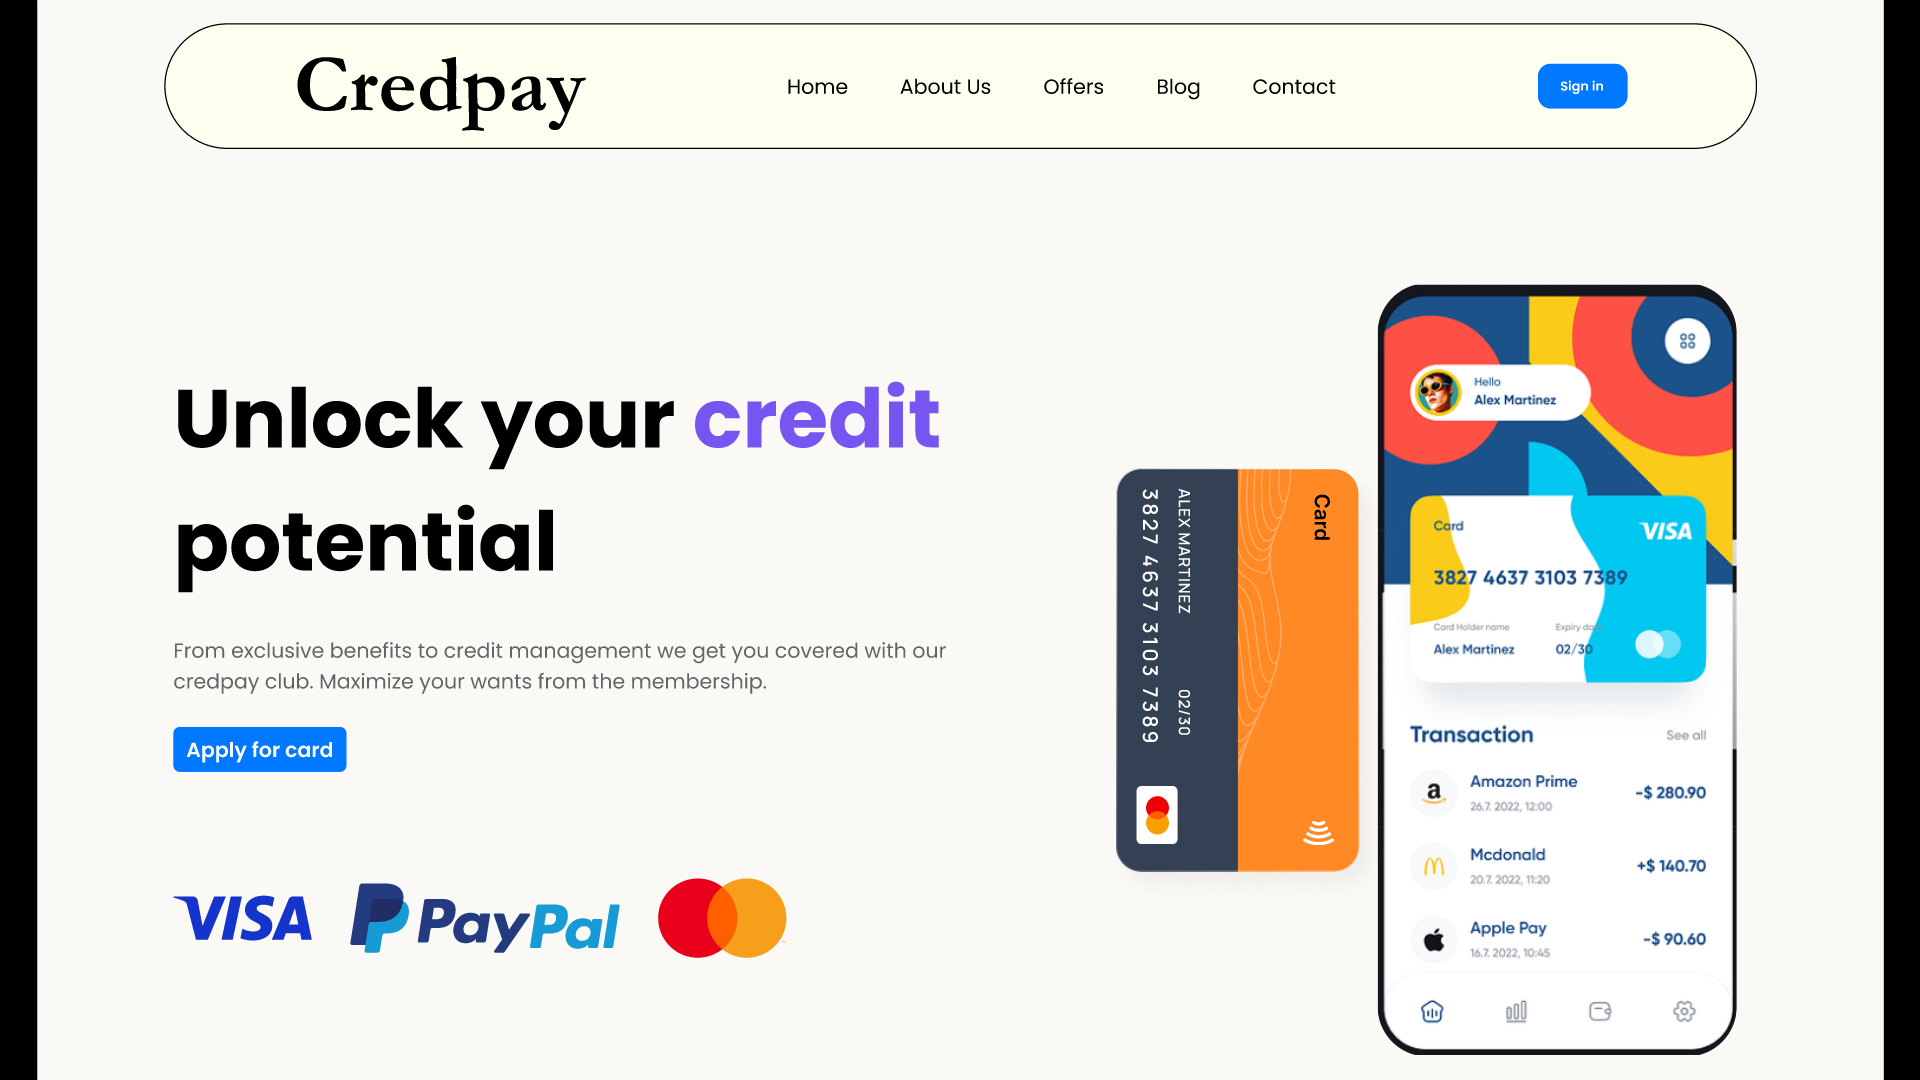 Credpay
Home
About Us
Offers
Blog
Contact
Sign in
Unlock your credit
potential
From exclusive benefits to credit management we get you covered with our
credpay club. Maximize your wants from the membership.
Apply for card
VISA
PayPal
Card
ALEX MARTINEZ 02/30
3827 4637 3103 7389
Hello
Alex Martinez
Card
VISA
3827 4637 3103 7389
Card Holder name
Expiry date
Alex Martinez
02/30
Transaction
See all
Amazon Prime
-$ 280.90
26.7. 2022, 12:00
Mcdonald
+$ 140.70
20.7. 2022, 11:20
Apple Pay
-$ 90.60
16.7. 2022, 10:45